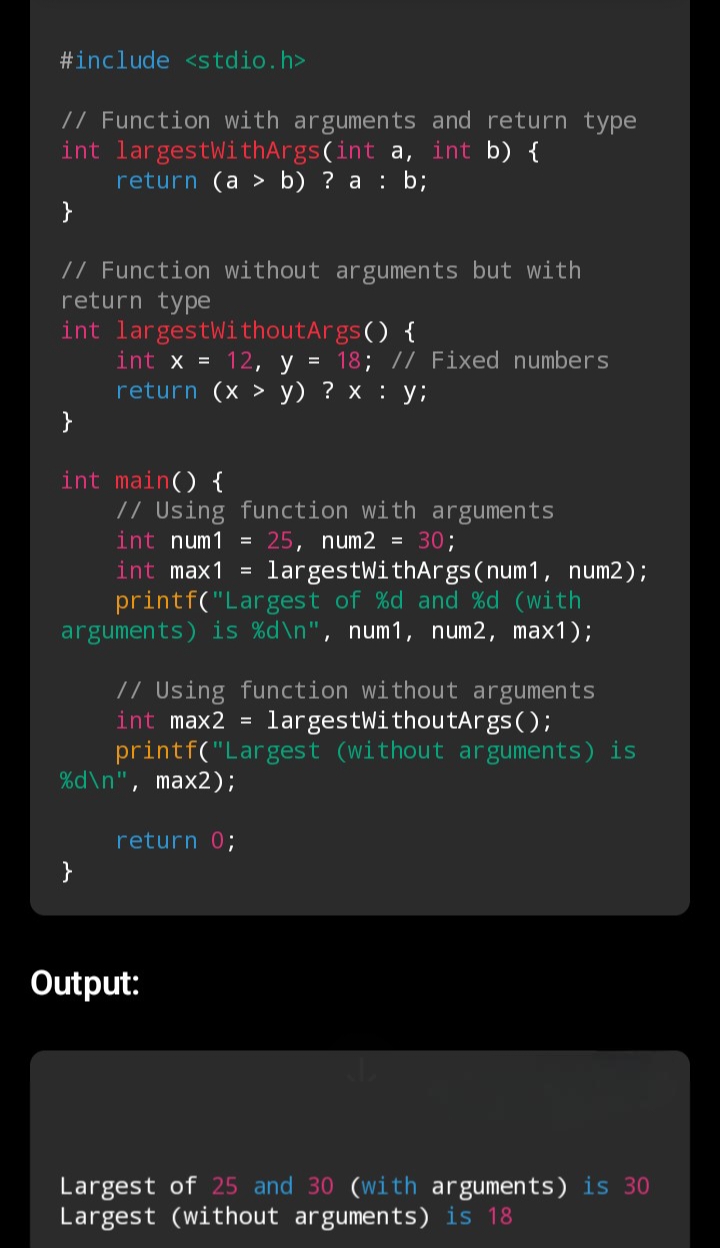 #include <stdio.h>
// Function with arguments and return type
int largestWithArgs(int a, int b) {
    return (a > b) ? a : b;
}
// Function without arguments but with
return type
int largestWithoutArgs() {
    int x = 12, y = 18; // Fixed numbers
    return (x > y) ? x : y;
}
int main() {
    // Using function with arguments
    int num1 = 25, num2 = 30;
    int max1 = largestWithArgs(num1, num2);
    printf("Largest of %d and %d (with
arguments) is %d\n", num1, num2, max1);
    // Using function without arguments
    int max2 = largestWithoutArgs();
    printf("Largest (without arguments) is
%d\n", max2);
    return 0;
}
Output:
Largest of 25 and 30 (with arguments) is 30
Largest (without arguments) is 18